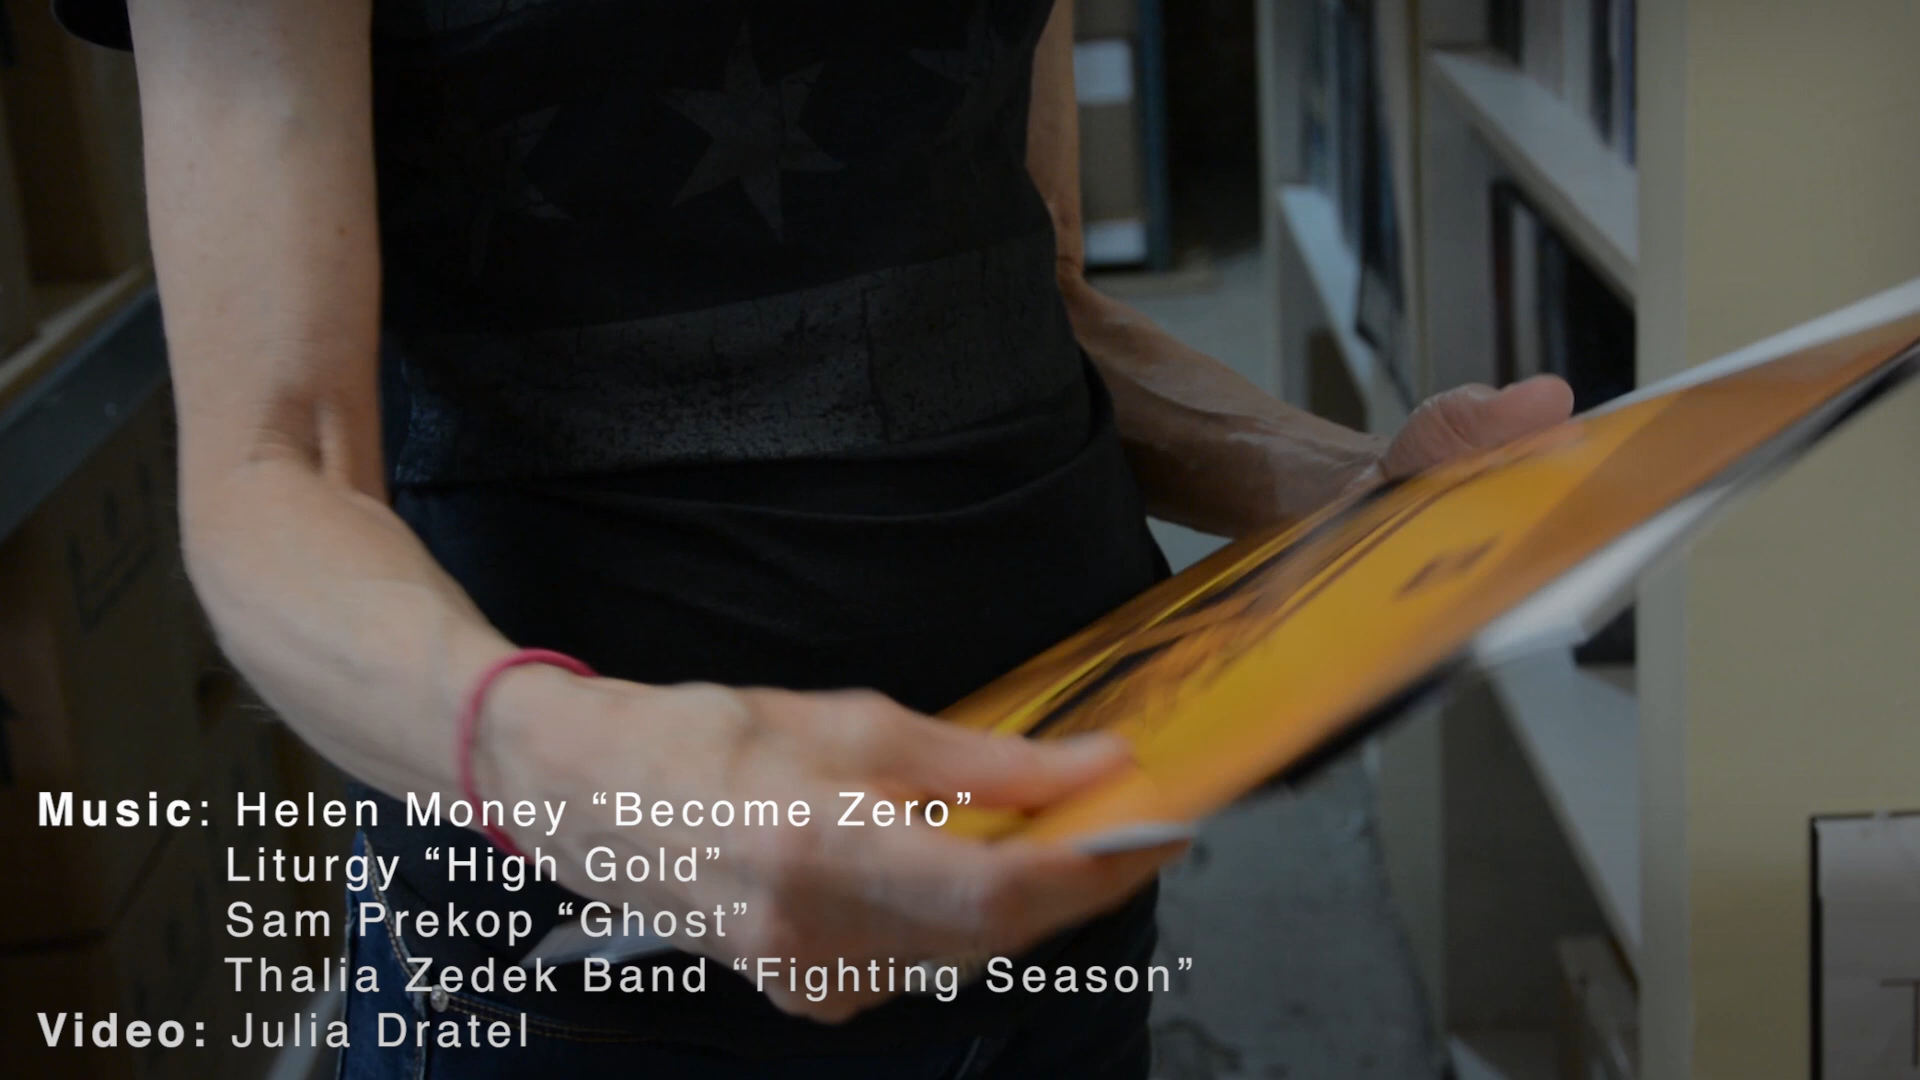 Music: Helen Money “Become Zero”
Liturgy “High Gold”
Sam Prekop “Ghost”
Thalia Zedek Band “Fighting Season”
Video: Julia Dratel